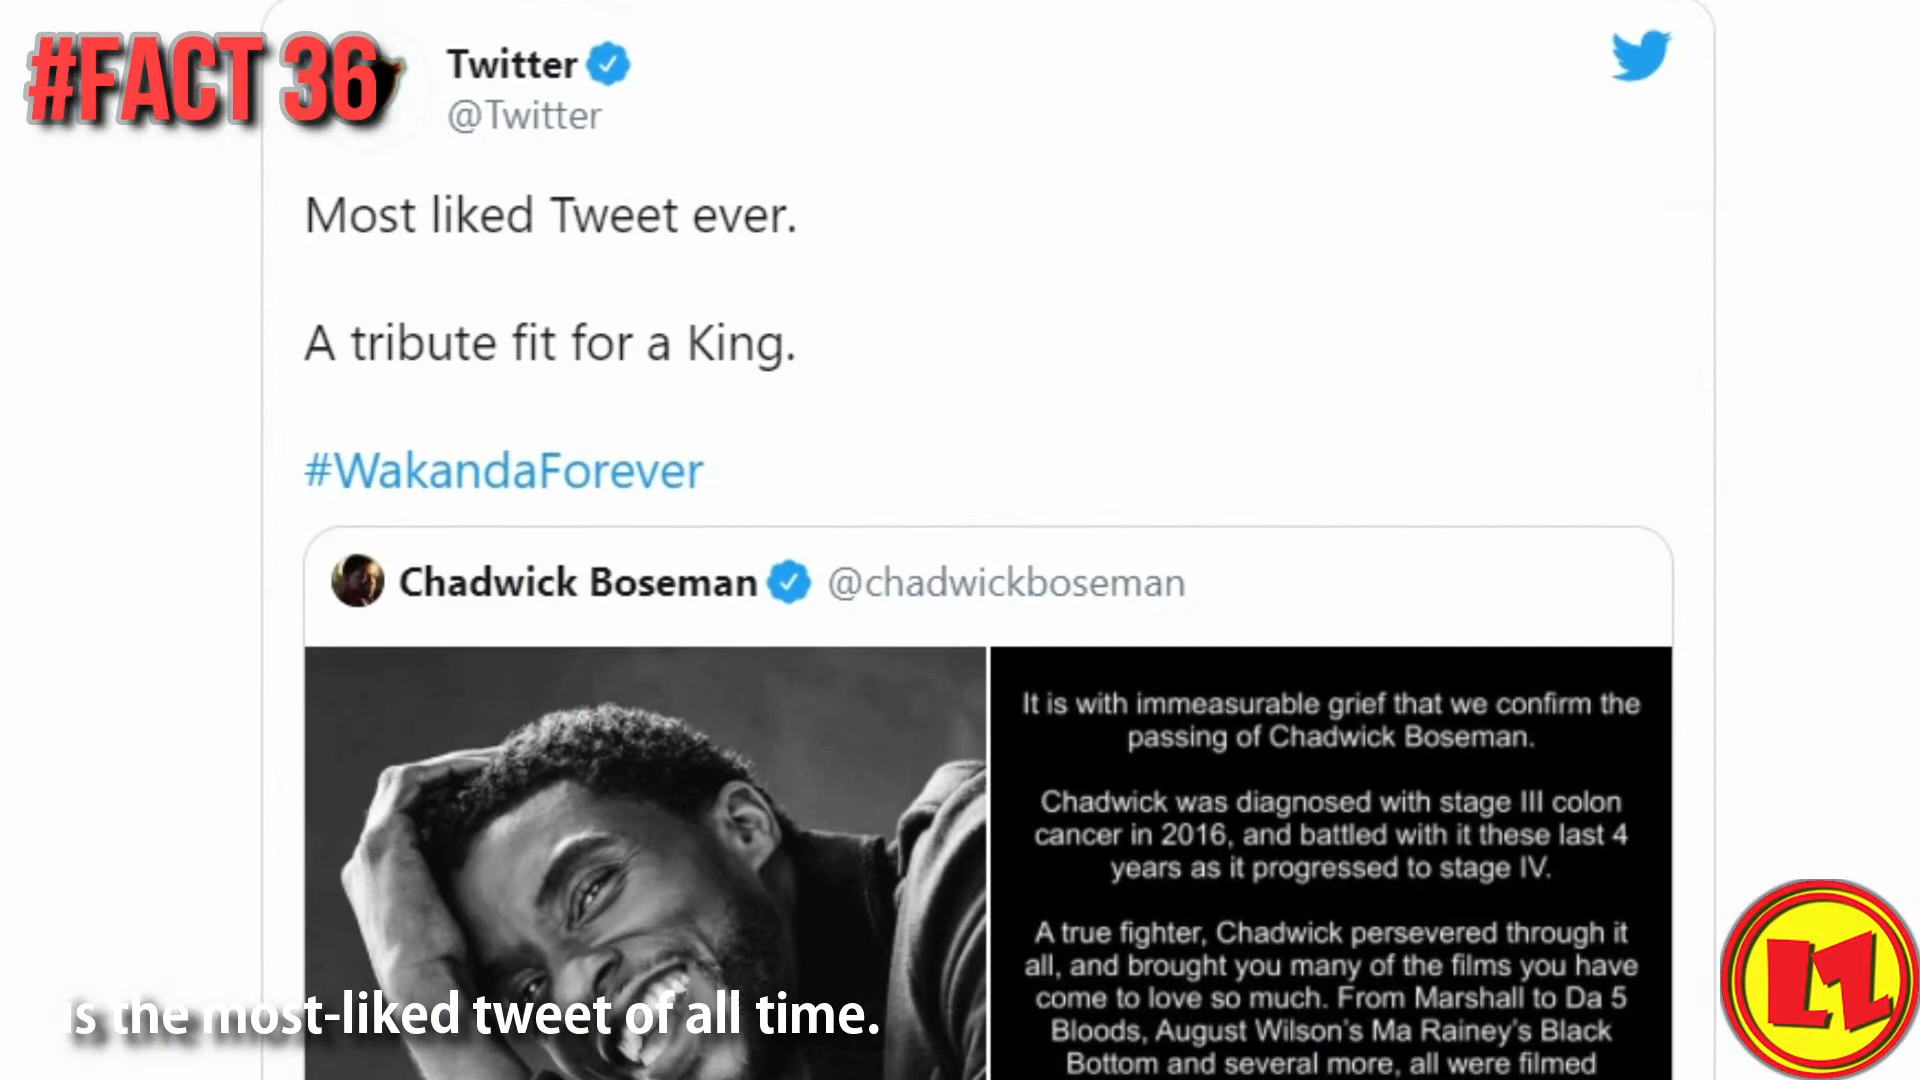 #FACT 36
Twitter
@Twitter
Most liked Tweet ever.
A tribute fit for a King.
#WakandaForever
Chadwick Boseman @chadwickboseman
It is with immeasurable grief that we confirm the
passing of Chadwick Boseman.
Chadwick was diagnosed with stage III colon
cancer in 2016, and battled with it these last 4
years as it progressed to stage IV.
A true fighter, Chadwick persevered through it
all, and brought you many of the films you have
come to love so much. From Marshall to Da 5
Bloods, August Wilson's Ma Rainey's Black
Bottom and several more, all were filmed
is the most-liked tweet of all time.